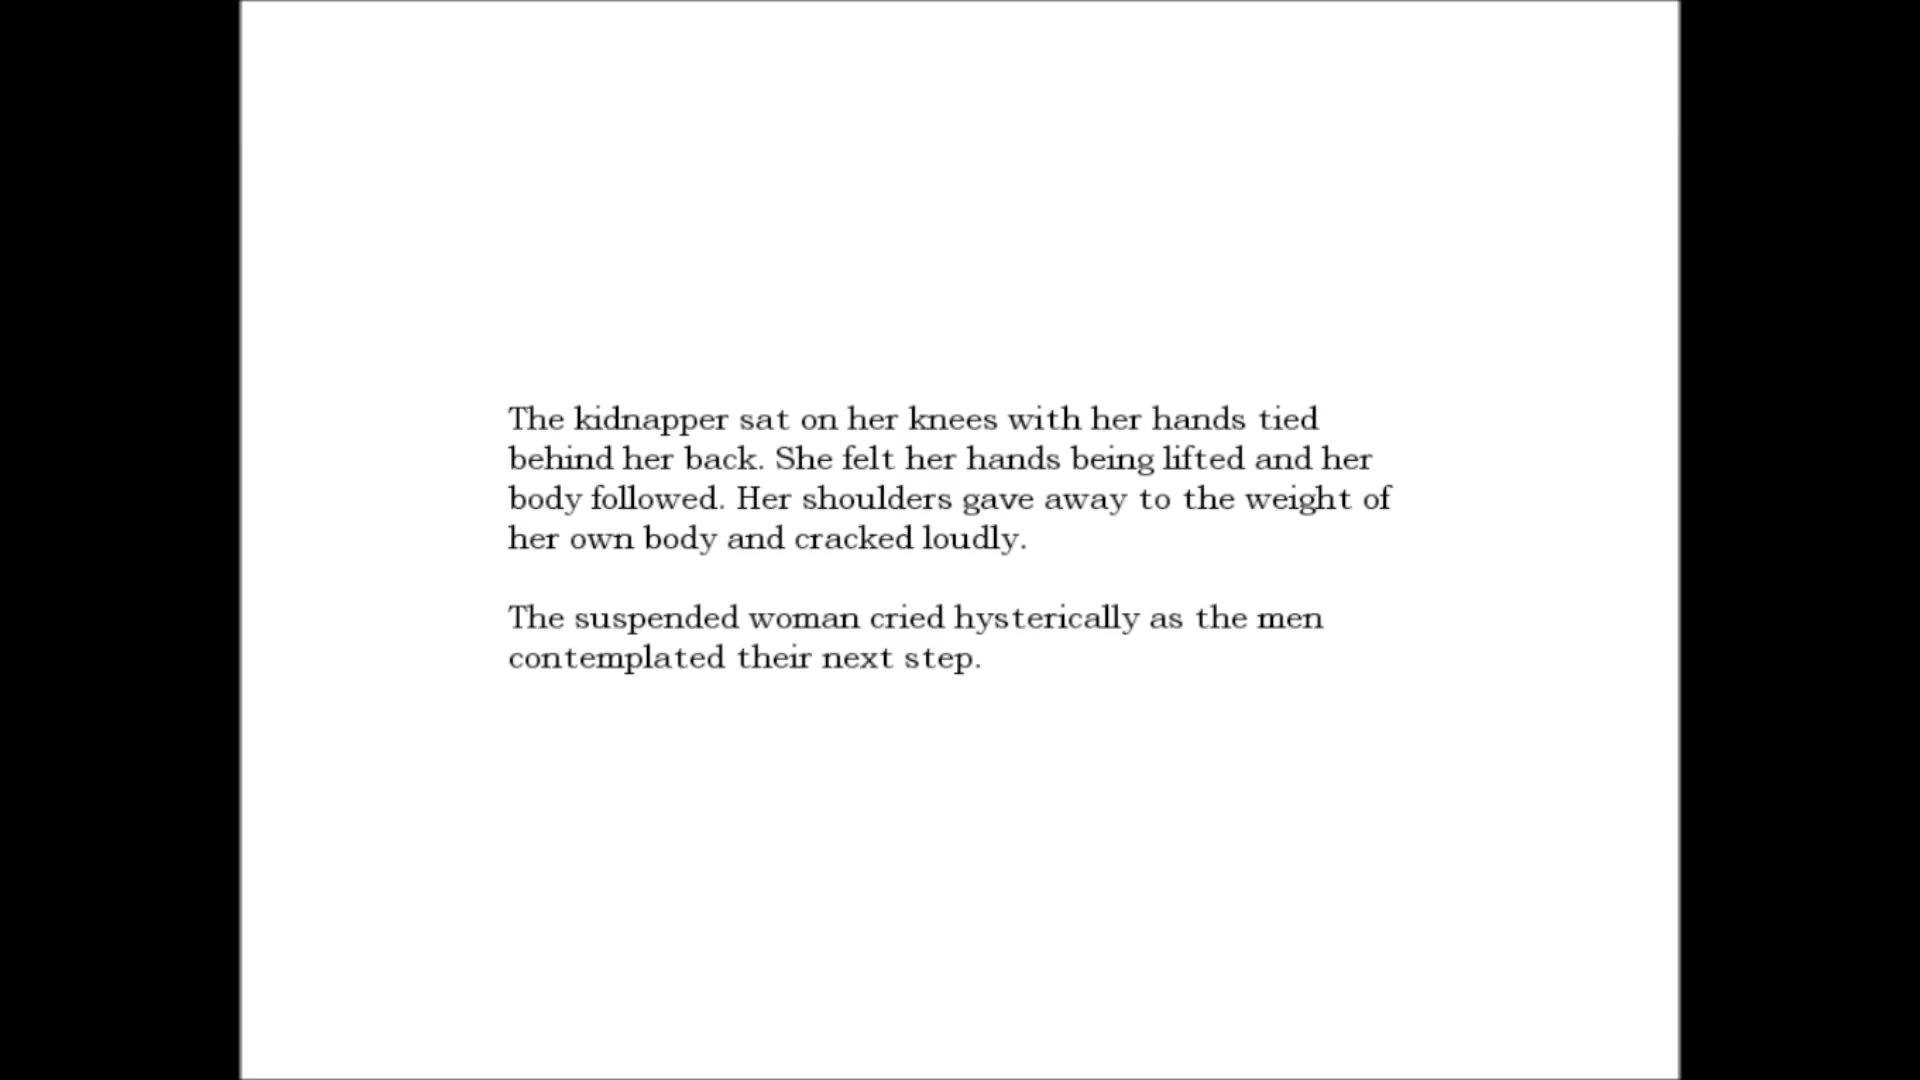 The kidnapper sat on her knees with her hands tied
behind her back. She felt her hands being lifted and her
body followed. Her shoulders gave away to the weight of
her own body and cracked loudly.
The suspended woman cried hysterically as the men
contemplated their next step.